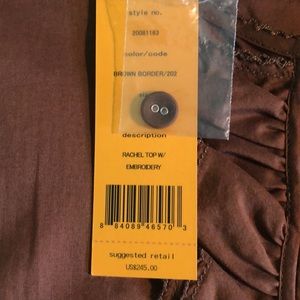 style no.
20081163
color/code
BROWN BORDER/202
description
RACHEL TOP W/
EMBROIDERY
8 84089 46570 3
suggested retail
US$245.00